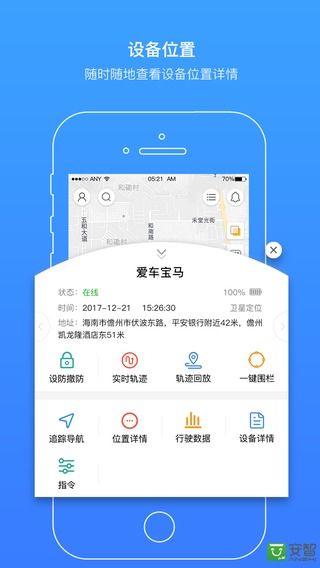 设备位置
随时随地查看设备位置详情
ANY 05:21 AM 70%
和磡村
禾堂光街
五和大道
和南路
爱车宝马
状态：在线 100%
时间：2017-12-21 15:26:30 卫星定位
地址：海南市儋州市伏波东路，平安银行附近42米，儋州
凯龙隆酒店东51米
设防撤防 实时轨迹 轨迹回放 一键围栏
追踪导航 位置详情 行驶数据 设备详情
指令
安智
ANZHI